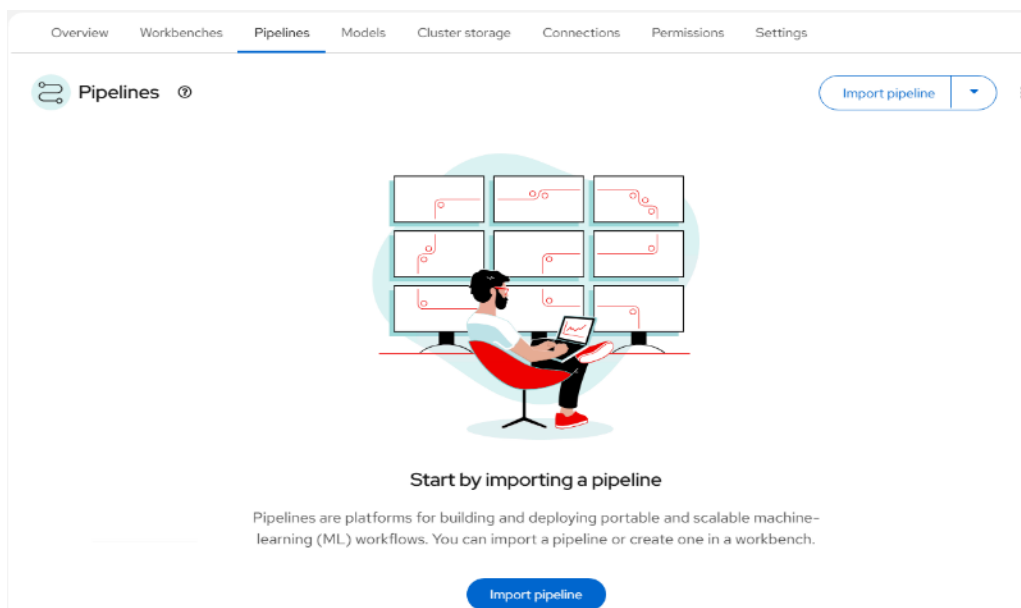 Overview Workbenches Pipelines Models Cluster storage Connections Permissions Settings
Pipelines
Import pipeline
Start by importing a pipeline
Pipelines are platforms for building and deploying portable and scalable machine-
learning (ML) workflows. You can import a pipeline or create one in a workbench.
Import pipeline